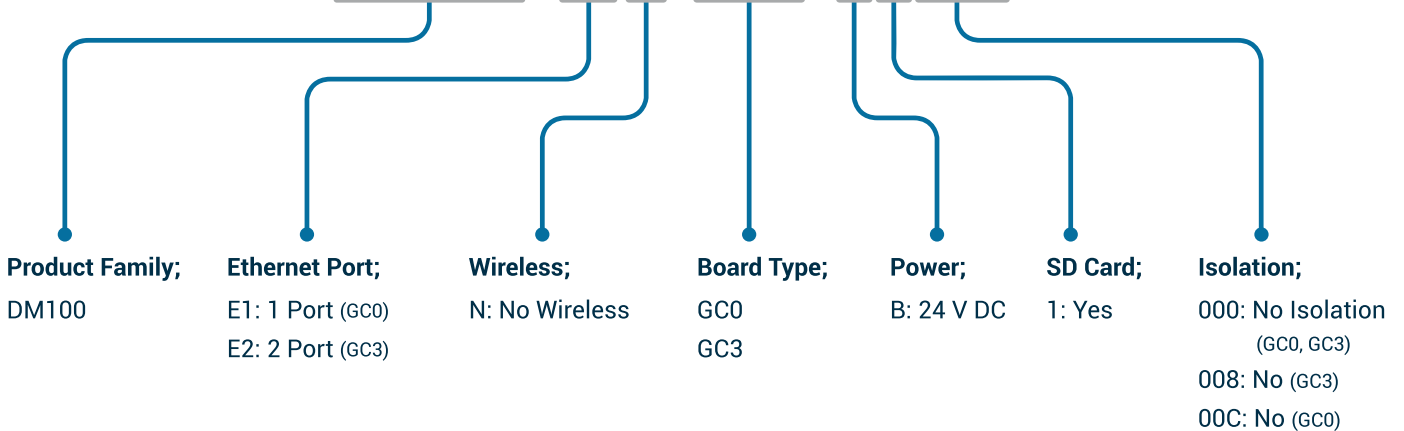 Product Family;
DM100
Ethernet Port;
E1: 1 Port (GC0)
E2: 2 Port (GC3)
Wireless;
N: No Wireless
Board Type;
GC0
GC3
Power;
B: 24 V DC
SD Card;
1: Yes
Isolation;
000: No Isolation
(GC0, GC3)
008: No (GC3)
00C: No (GC0)